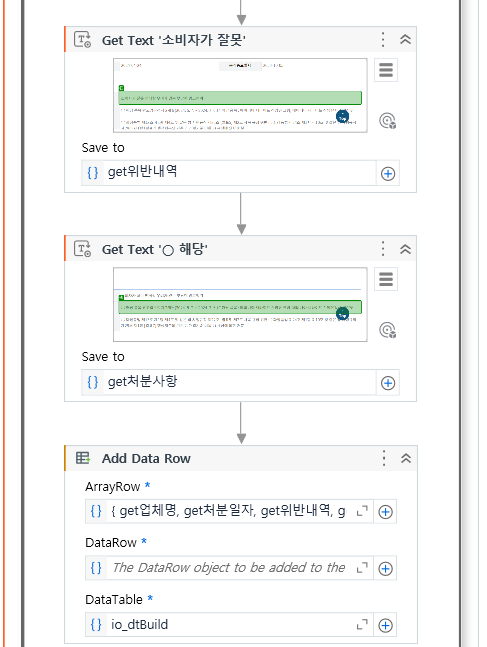 Get Text '소비자가 잘못'
Save to
get위반내역
Get Text '○ 해당'
Save to
get처분사항
Add Data Row
ArrayRow *
{ get업체명, get처분일자, get위반내역, g
DataRow *
The DataRow object to be added to the
DataTable *
io_dtBuild